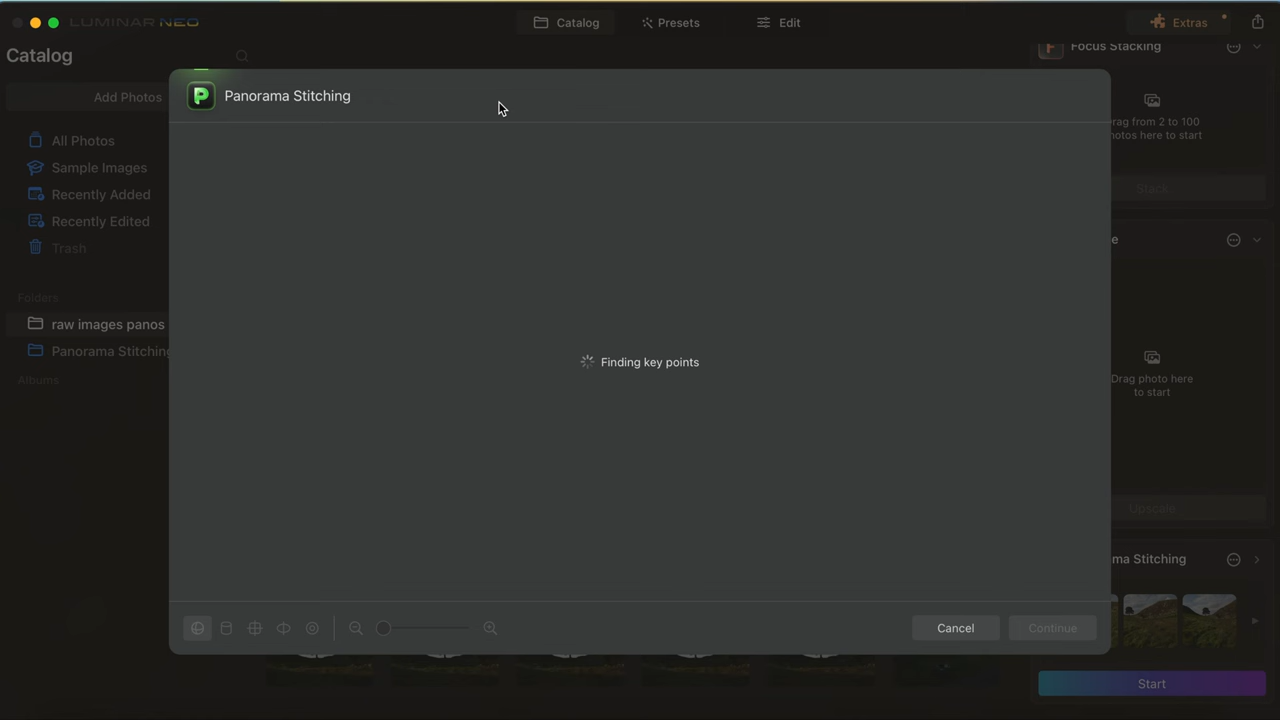 LUMINAR NEO
Catalog
Presets
Edit
Extras
Catalog
Add Photos
All Photos
Sample Images
Recently Added
Recently Edited
Trash
Folders
raw images panos
Panorama Stitching
Albums
Panorama Stitching
Finding key points
Cancel
Continue
Focus Stacking
rag from 2 to 100
hotos here to start
Stack
e
Drag photo here
to start
Upscale
ma Stitching
Start